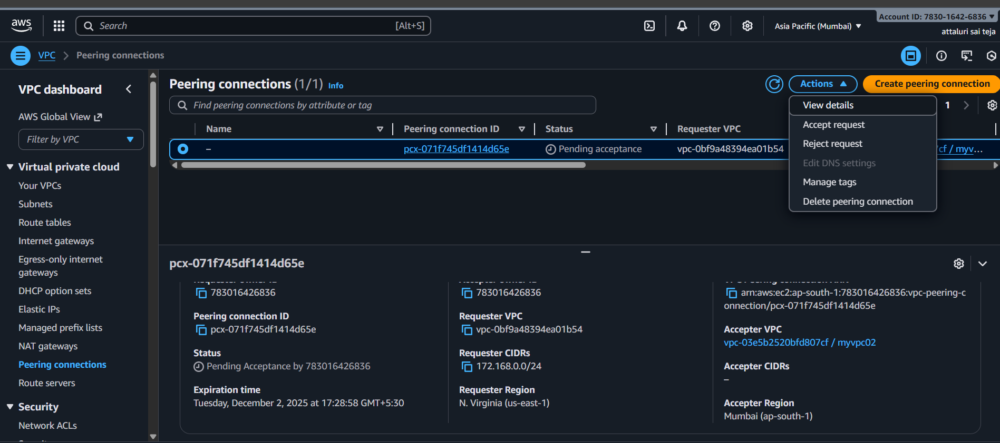 aws
Search
[Alt+S]
Asia Pacific (Mumbai)
Account ID: 7830-1642-6836
attaluri sai teja
VPC
Peering connections
VPC dashboard
AWS Global View
Filter by VPC
Virtual private cloud
Your VPCs
Subnets
Route tables
Internet gateways
Egress-only internet
gateways
DHCP option sets
Elastic IPs
Managed prefix lists
NAT gateways
Peering connections
Route servers
Security
Network ACLs
Peering connections (1/1) Info
Actions
Create peering connection
Find peering connections by attribute or tag
1
View details
Accept request
Reject request
Edit DNS settings
Manage tags
Delete peering connection
Name
Peering connection ID
Status
Requester VPC
–
pcx-071f745df1414d65e
Pending acceptance
vpc-0bf9a48394ea01b54
cf / myv...
pcx-071f745df1414d65e
783016426836
Peering connection ID
pcx-071f745df1414d65e
Status
Pending Acceptance by 783016426836
Expiration time
Tuesday, December 2, 2025 at 17:28:58 GMT+5:30
783016426836
Requester VPC
vpc-0bf9a48394ea01b54
Requester CIDRs
172.168.0.0/24
Requester Region
N. Virginia (us-east-1)
arn:aws:ec2:ap-south-1:783016426836:vpc-peering-c
onnection/pcx-071f745df1414d65e
Accepter VPC
vpc-03e5b2520bfd807cf / myvpc02
Accepter CIDRs
–
Accepter Region
Mumbai (ap-south-1)